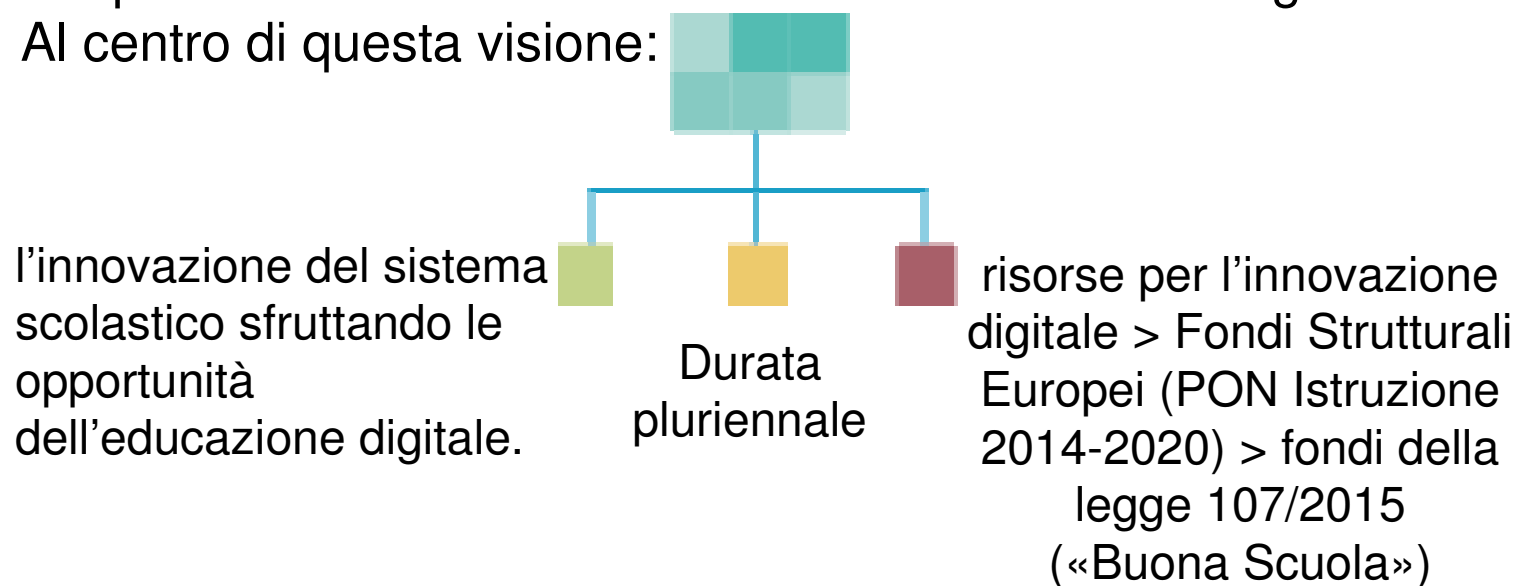 Al centro di questa visione:
l’innovazione del sistema
scolastico sfruttando le
opportunità
dell’educazione digitale.
Durata
pluriennale
risorse per l’innovazione
digitale > Fondi Strutturali
Europei (PON Istruzione
2014-2020) > fondi della
legge 107/2015
(«Buona Scuola»)